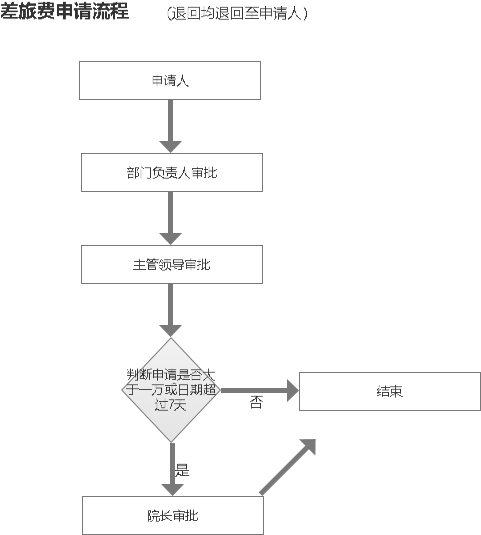 差旅费申请流程 （退回均退回至申请人）
申请人
部门负责人审批
主管领导审批
判断申请是否大
于一万或日期超
过7天
否
结束
是
院长审批